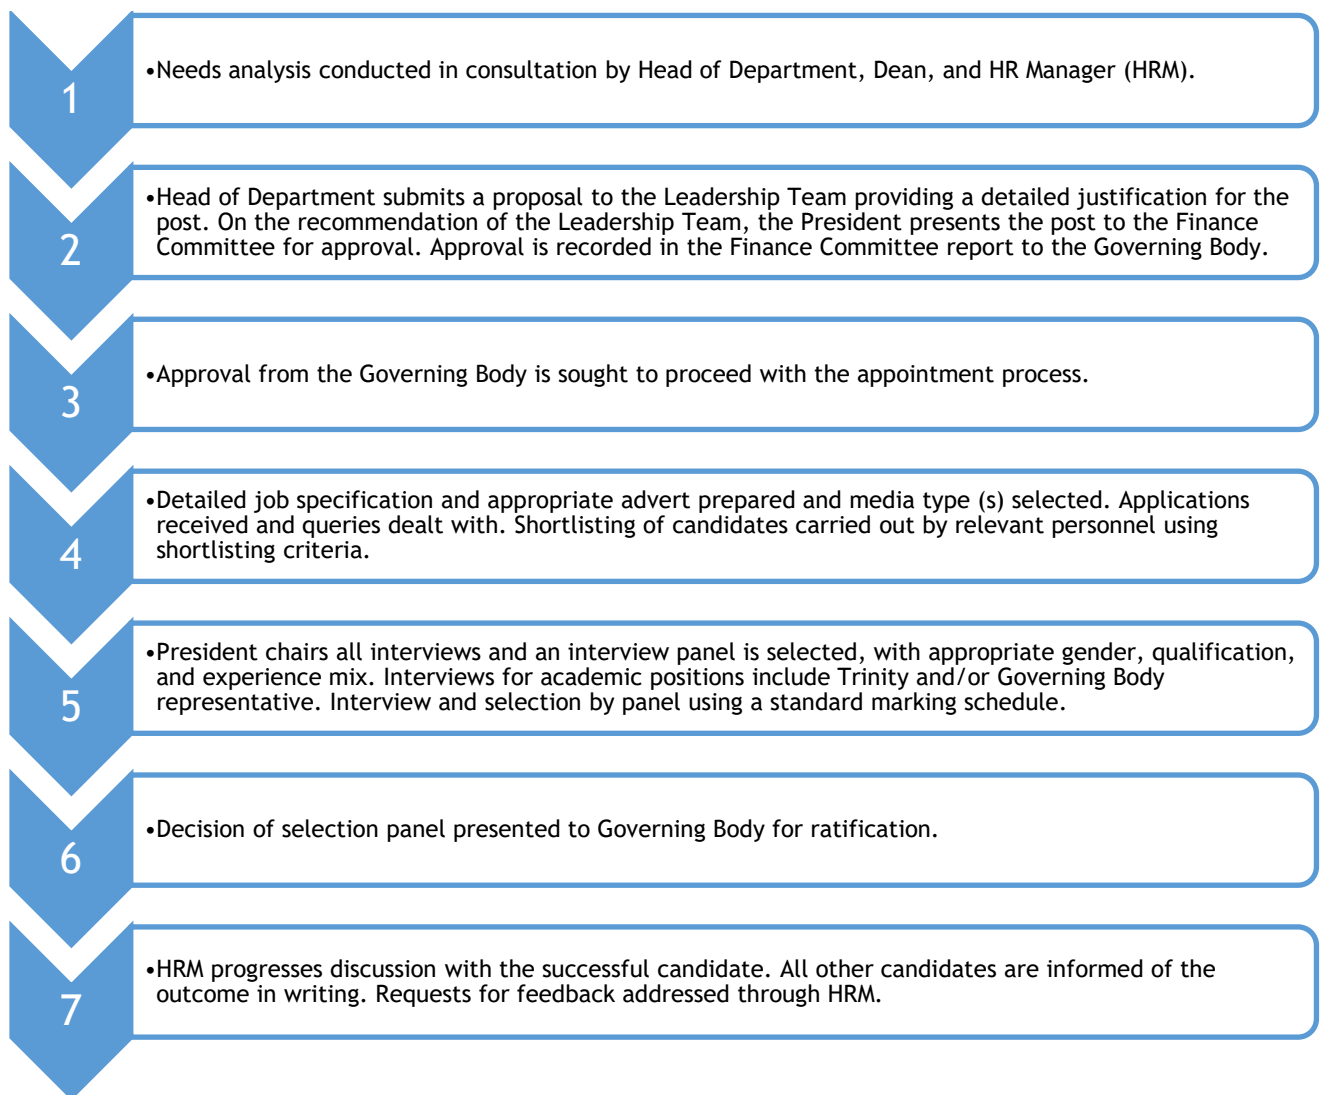 1
•Needs analysis conducted in consultation by Head of Department, Dean, and HR Manager (HRM).
2
•Head of Department submits a proposal to the Leadership Team providing a detailed justification for the
post. On the recommendation of the Leadership Team, the President presents the post to the Finance
Committee for approval. Approval is recorded in the Finance Committee report to the Governing Body.
3
•Approval from the Governing Body is sought to proceed with the appointment process.
4
•Detailed job specification and appropriate advert prepared and media type (s) selected. Applications
received and queries dealt with. Shortlisting of candidates carried out by relevant personnel using
shortlisting criteria.
5
•President chairs all interviews and an interview panel is selected, with appropriate gender, qualification,
and experience mix. Interviews for academic positions include Trinity and/or Governing Body
representative. Interview and selection by panel using a standard marking schedule.
6
•Decision of selection panel presented to Governing Body for ratification.
7
•HRM progresses discussion with the successful candidate. All other candidates are informed of the
outcome in writing. Requests for feedback addressed through HRM.